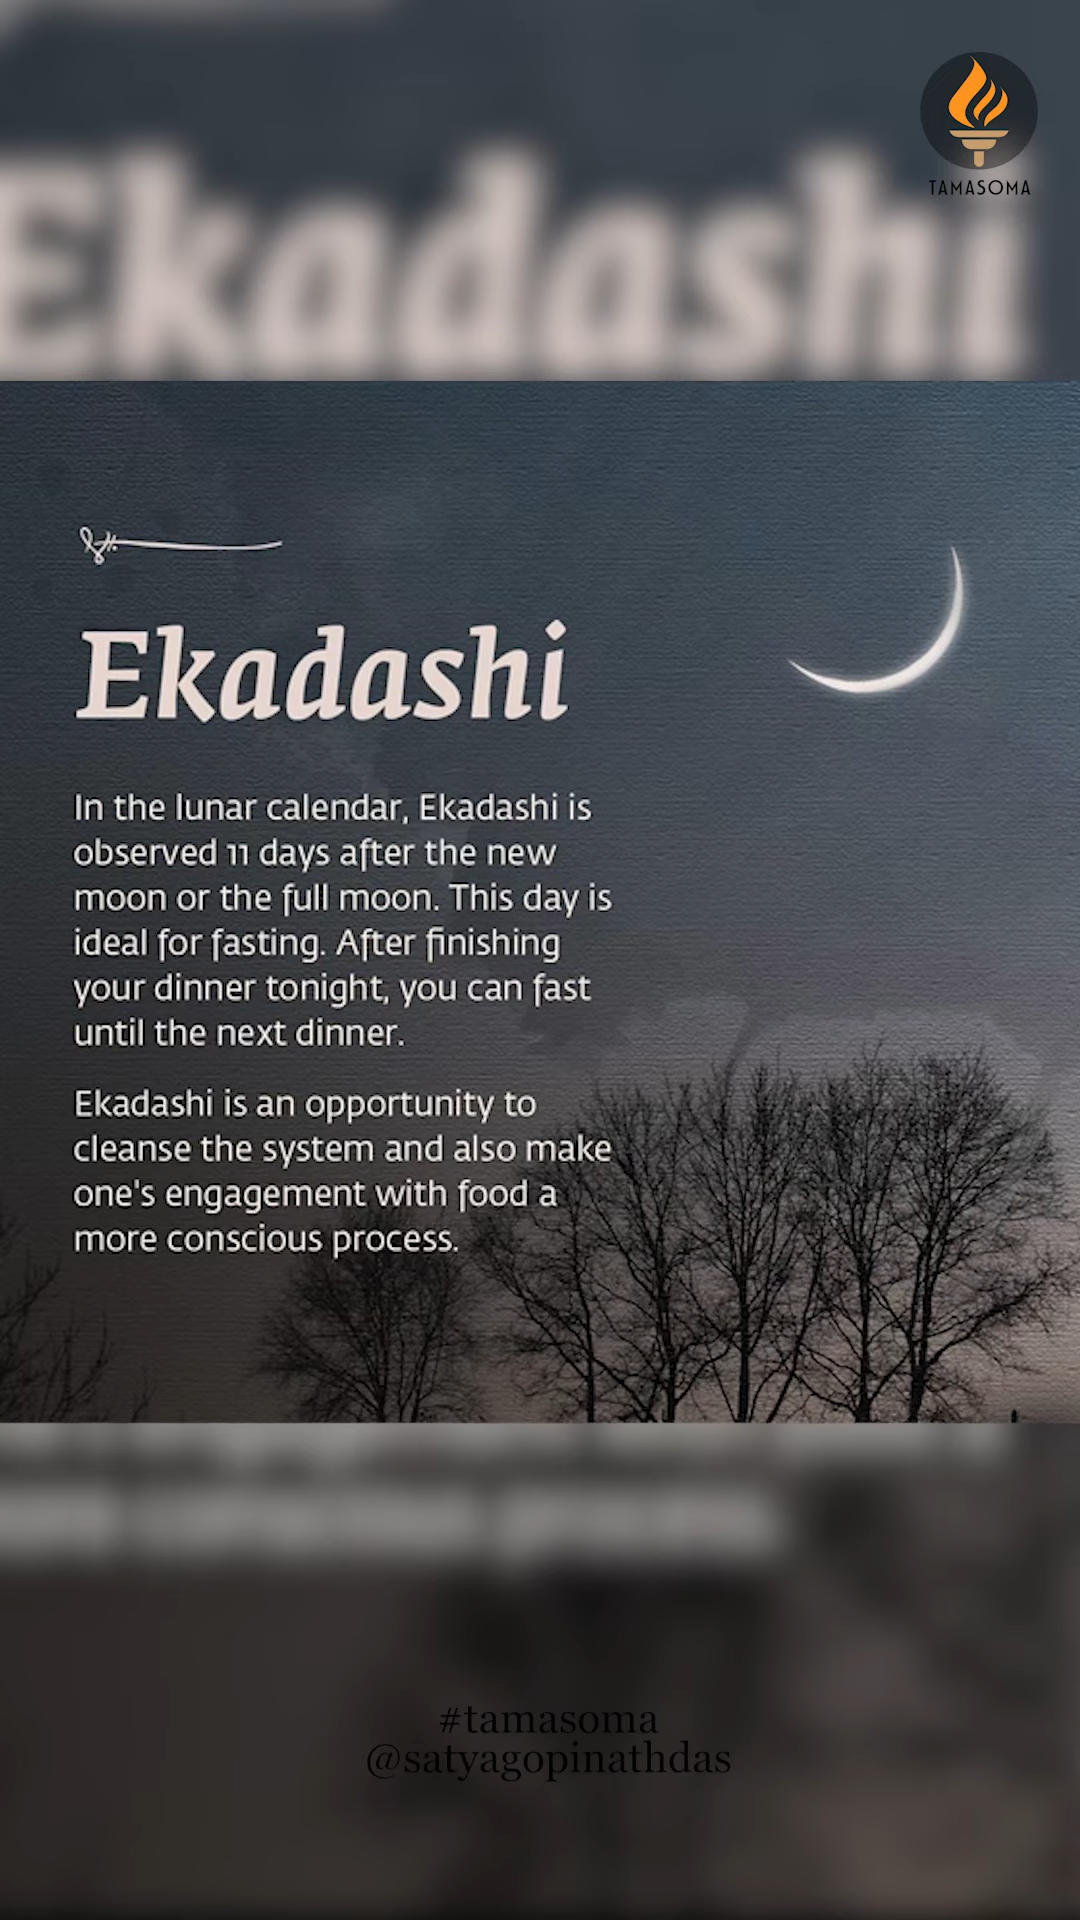 TAMASOMA
Ekadashi
Ekadashi
In the lunar calendar, Ekadashi is
observed 11 days after the new
moon or the full moon. This day is
ideal for fasting. After finishing
your dinner tonight, you can fast
until the next dinner.
Ekadashi is an opportunity to
cleanse the system and also make
one's engagement with food a
more conscious process.
#tamasoma
@satyagopinathdas